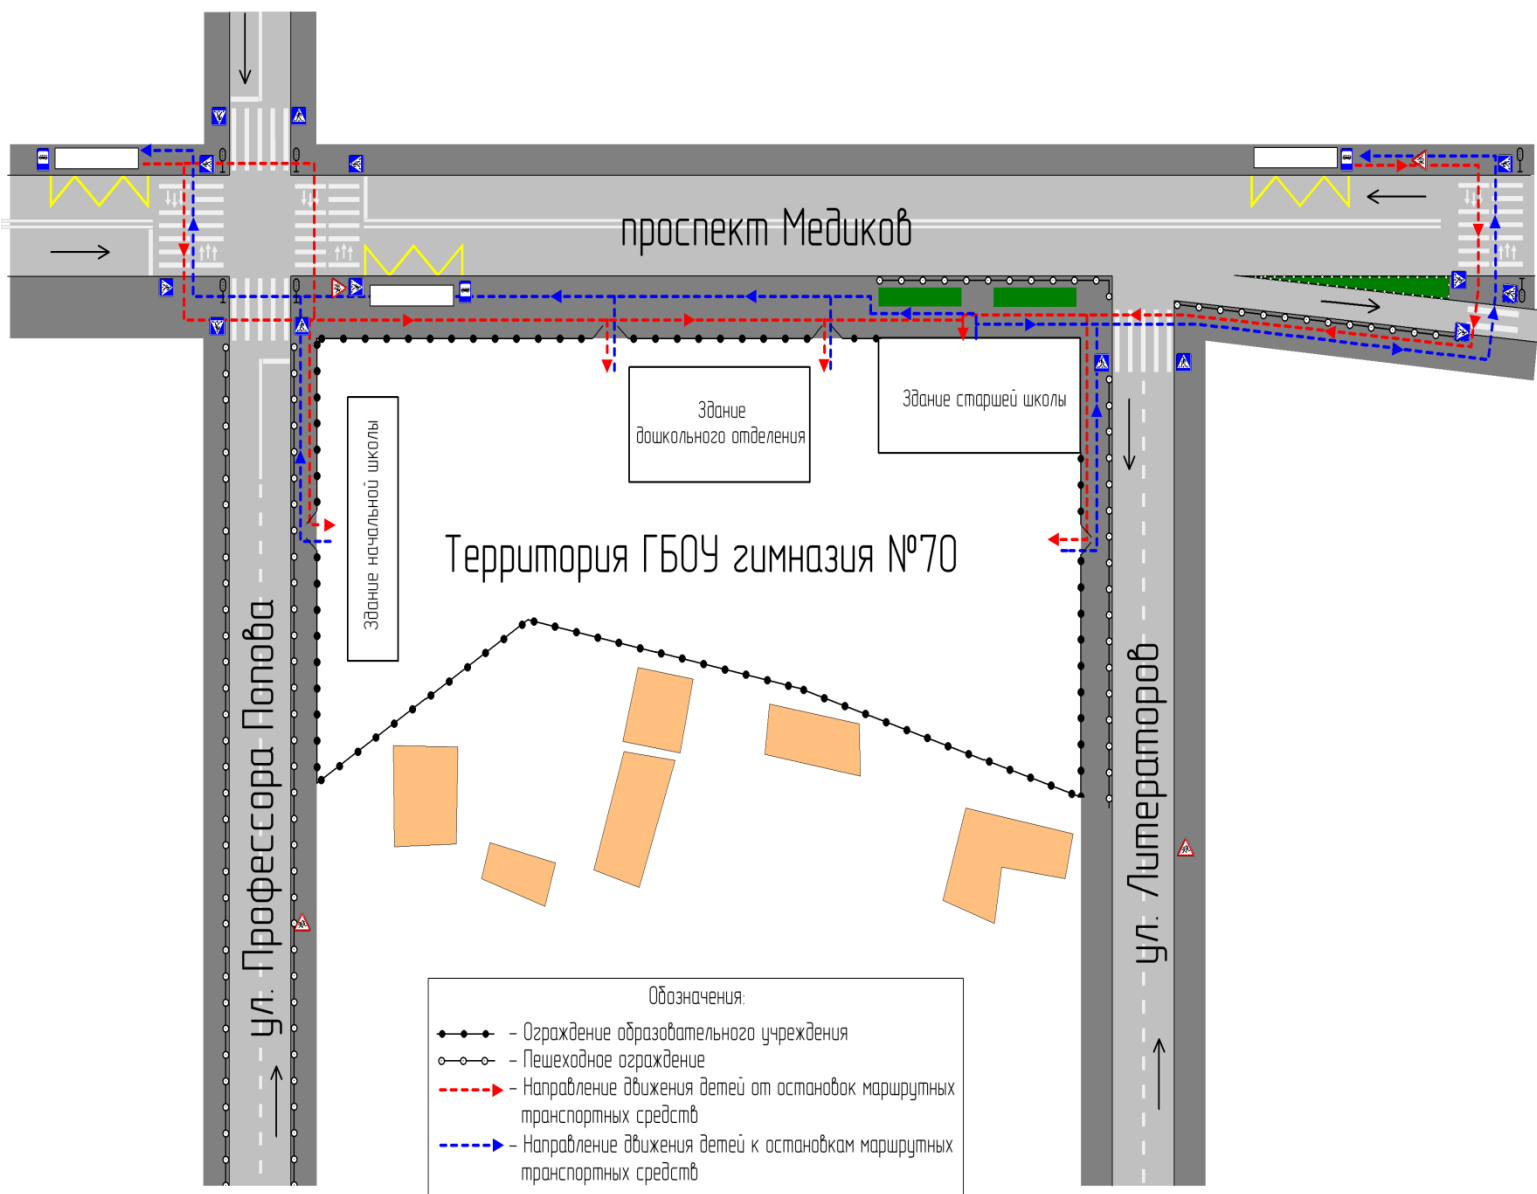 проспект Медиков
Здание старшей школы
Здание
дошкольного отделения
Здание начальной школы
Территория ГБОУ гимназия №70
ул. Профессора Попова
ул. Литераторов
Обозначения:
- Ограждение образовательного учреждения
- Пешеходное ограждение
- Направление движения детей от остановок маршрутных
транспортных средств
- Направление движения детей к остановкам маршрутных
транспортных средств